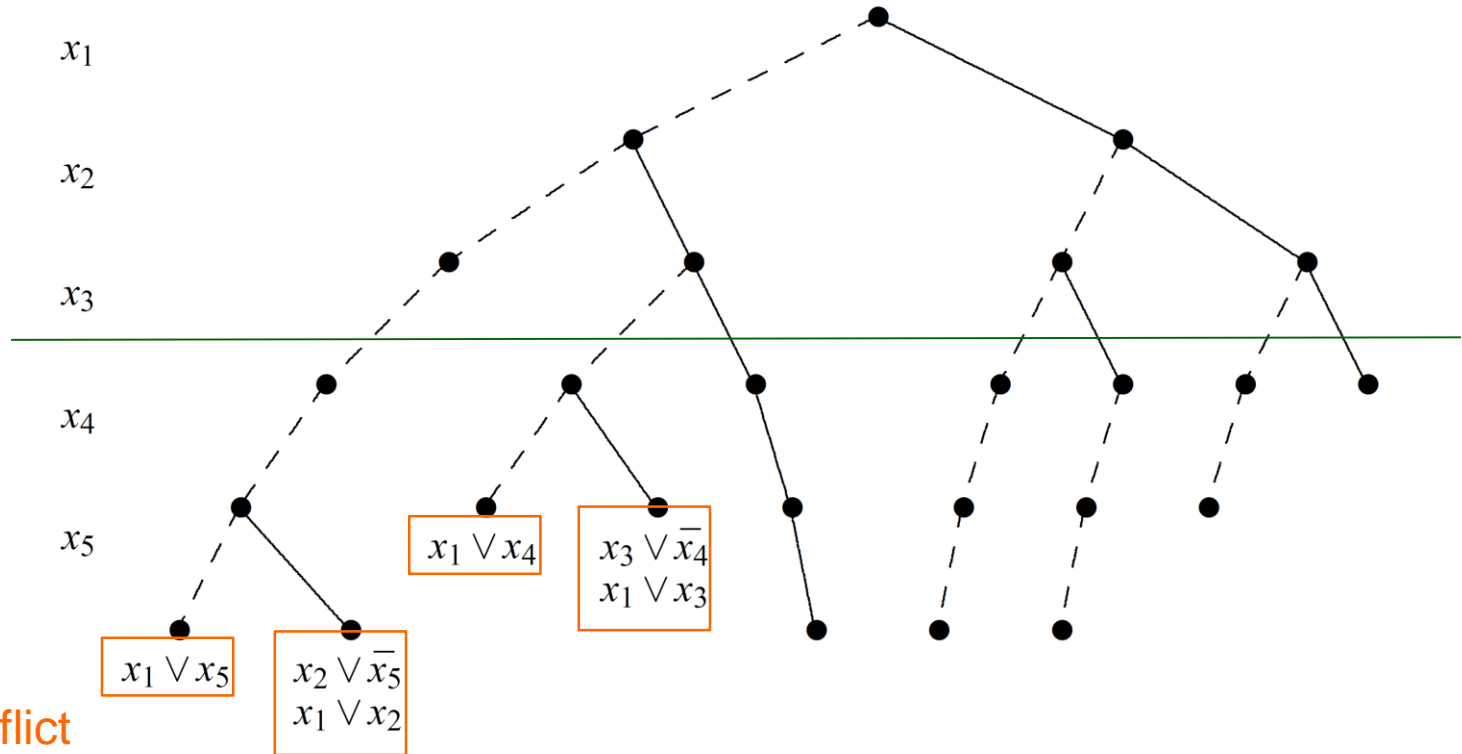 x₁
x₂
x₃
x₄
x₅
x₁ ∨ x₄
x₃ ∨ x̄₄
x₁ ∨ x₃
x₁ ∨ x₅
x₂ ∨ x̄₅
x₁ ∨ x₂
flict